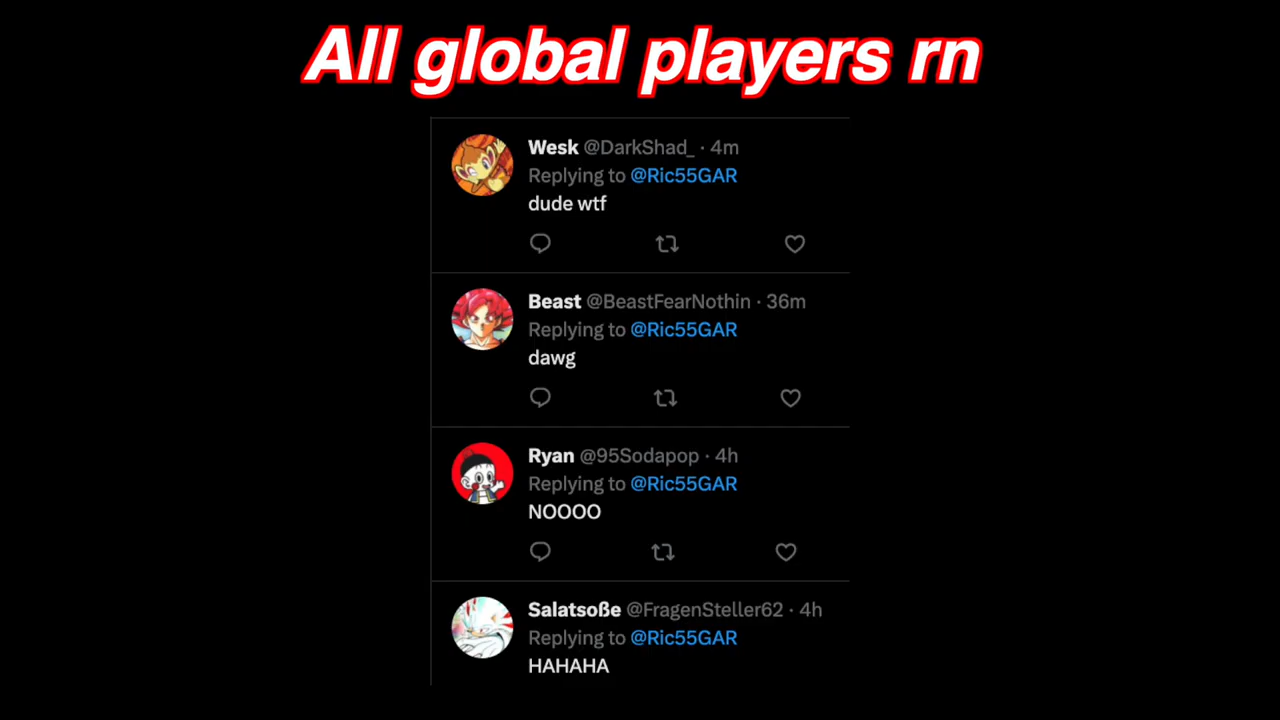 All global players rn
Wesk @DarkShad_ · 4m
Replying to @Ric55GAR
dude wtf
Beast @BeastFearNothin · 36m
Replying to @Ric55GAR
dawg
Ryan @95Sodapop · 4h
Replying to @Ric55GAR
NOOOO
Salatsoße @FragenSteller62 · 4h
Replying to @Ric55GAR
HAHAHA